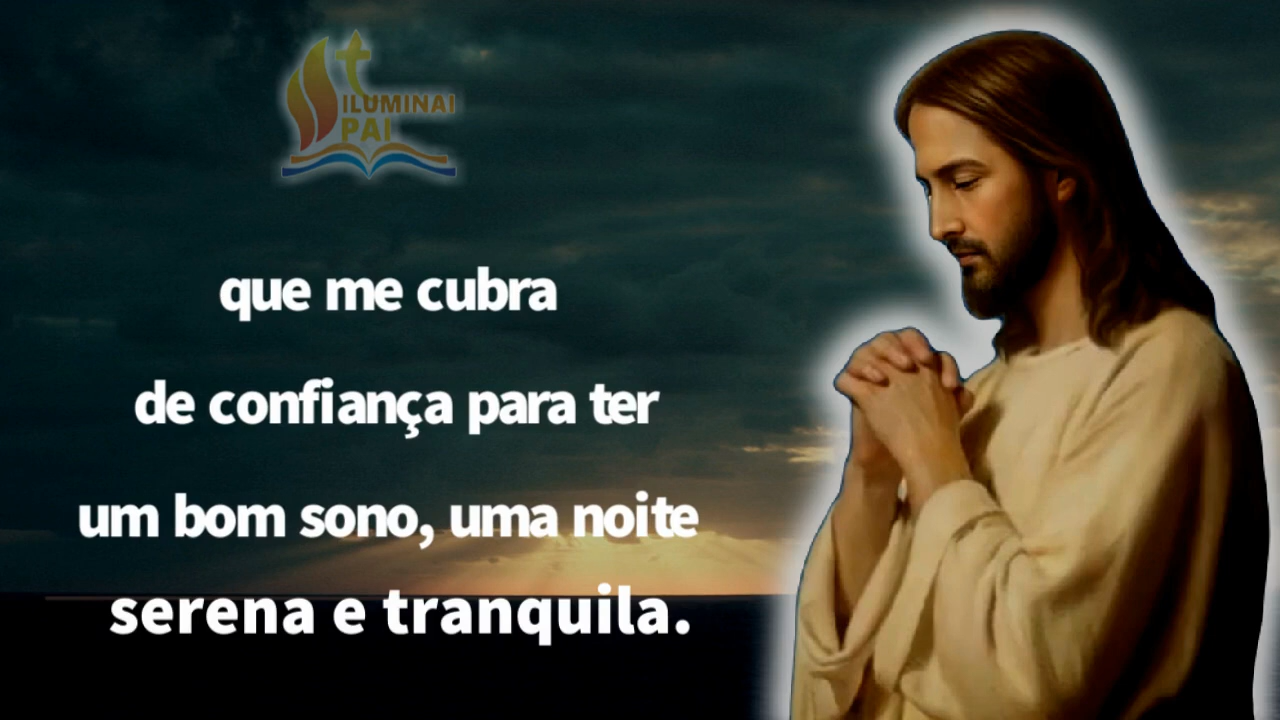 ILUMINAI
PAI
que me cubra
de confiança para ter
um bom sono, uma noite
serena e tranquila.